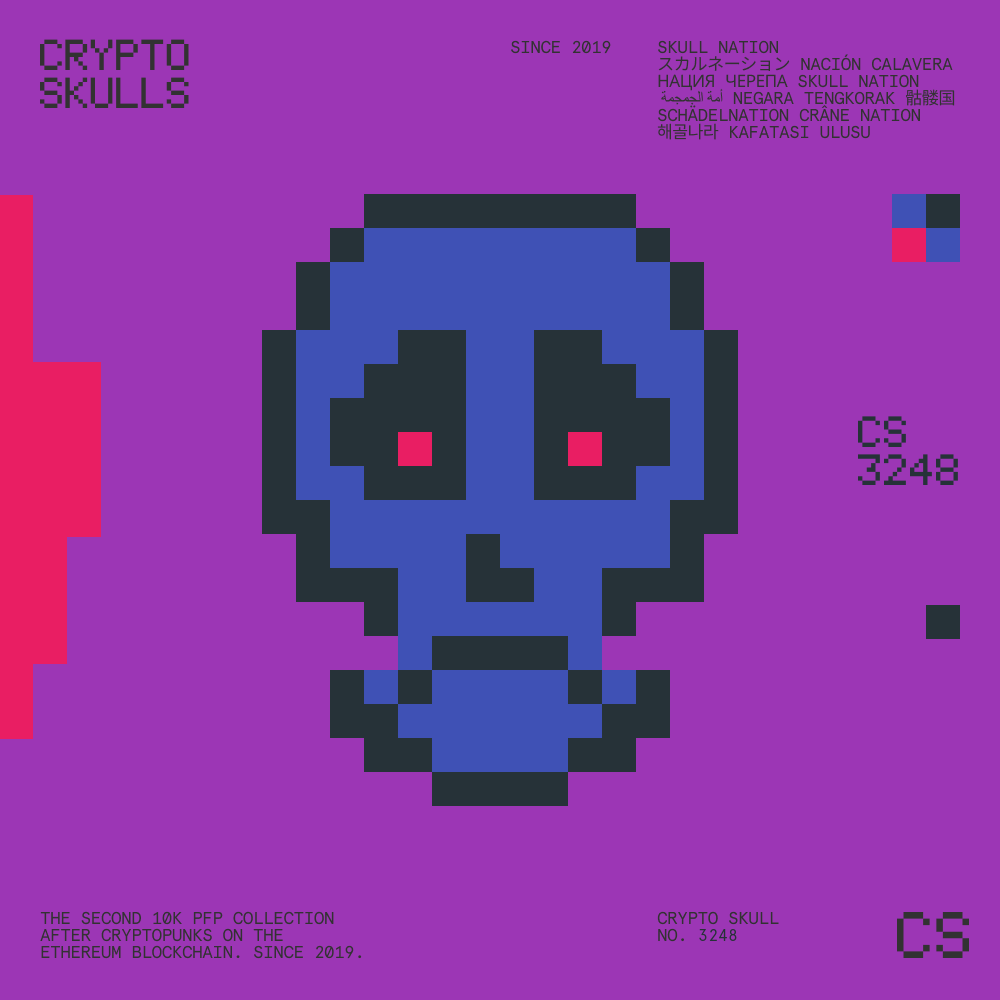 CRYPTO
SKULLS
SINCE 2019
SKULL NATION
スカルネーション NACIÓN CALAVERA
НАЦИЯ ЧЕРЕПА SKULL NATION
أمة الجمجمة NEGARA TENGKORAK 骷髅国
SCHÄDELNATION CRÂNE NATION
해골나라 KAFATASI ULUSU
CS
3248
THE SECOND 10K PFP COLLECTION
AFTER CRYPTOPUNKS ON THE
ETHEREUM BLOCKCHAIN. SINCE 2019.
CRYPTO SKULL
NO. 3248
CS